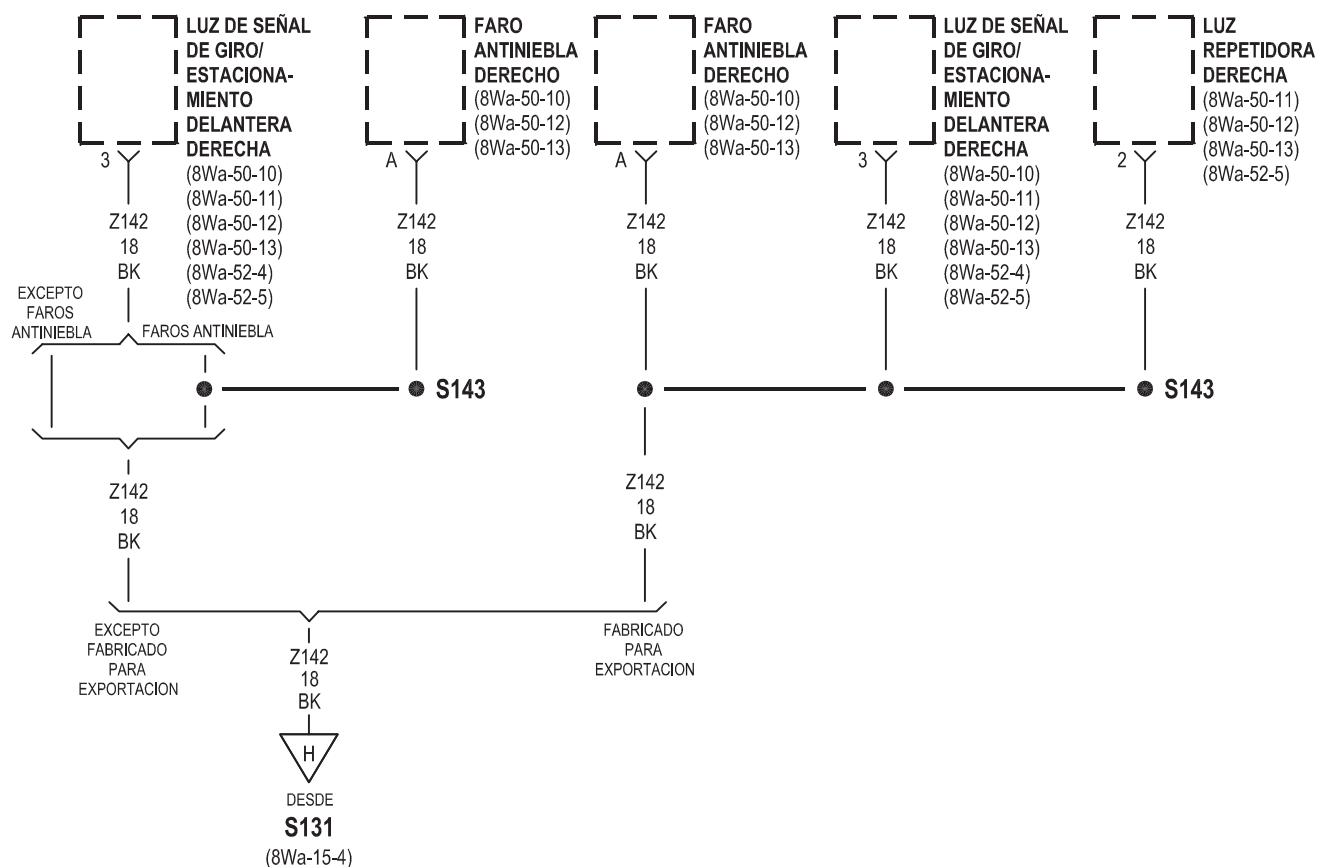 LUZ DE SEÑAL
DE GIRO/
ESTACIONA-
MIENTO
DELANTERA
DERECHA
(8Wa-50-10)
(8Wa-50-11)
(8Wa-50-12)
(8Wa-50-13)
(8Wa-52-4)
(8Wa-52-5)
3
Z142
18
BK
FARO
ANTINIEBLA
DERECHO
(8Wa-50-10)
(8Wa-50-12)
(8Wa-50-13)
A
Z142
18
BK
FARO
ANTINIEBLA
DERECHO
(8Wa-50-10)
(8Wa-50-12)
(8Wa-50-13)
A
Z142
18
BK
LUZ DE SEÑAL
DE GIRO/
ESTACIONA-
MIENTO
DELANTERA
DERECHA
(8Wa-50-10)
(8Wa-50-11)
(8Wa-50-12)
(8Wa-50-13)
(8Wa-52-4)
(8Wa-52-5)
3
Z142
18
BK
LUZ
REPETIDORA
DERECHA
(8Wa-50-11)
(8Wa-50-12)
(8Wa-50-13)
(8Wa-52-5)
2
Z142
18
BK
EXCEPTO
FAROS
ANTINIEBLA
FAROS ANTINIEBLA
S143
S143
Z142
18
BK
Z142
18
BK
EXCEPTO
FABRICADO
PARA
EXPORTACION
FABRICADO
PARA
EXPORTACION
Z142
18
BK
H
DESDE
S131
(8Wa-15-4)